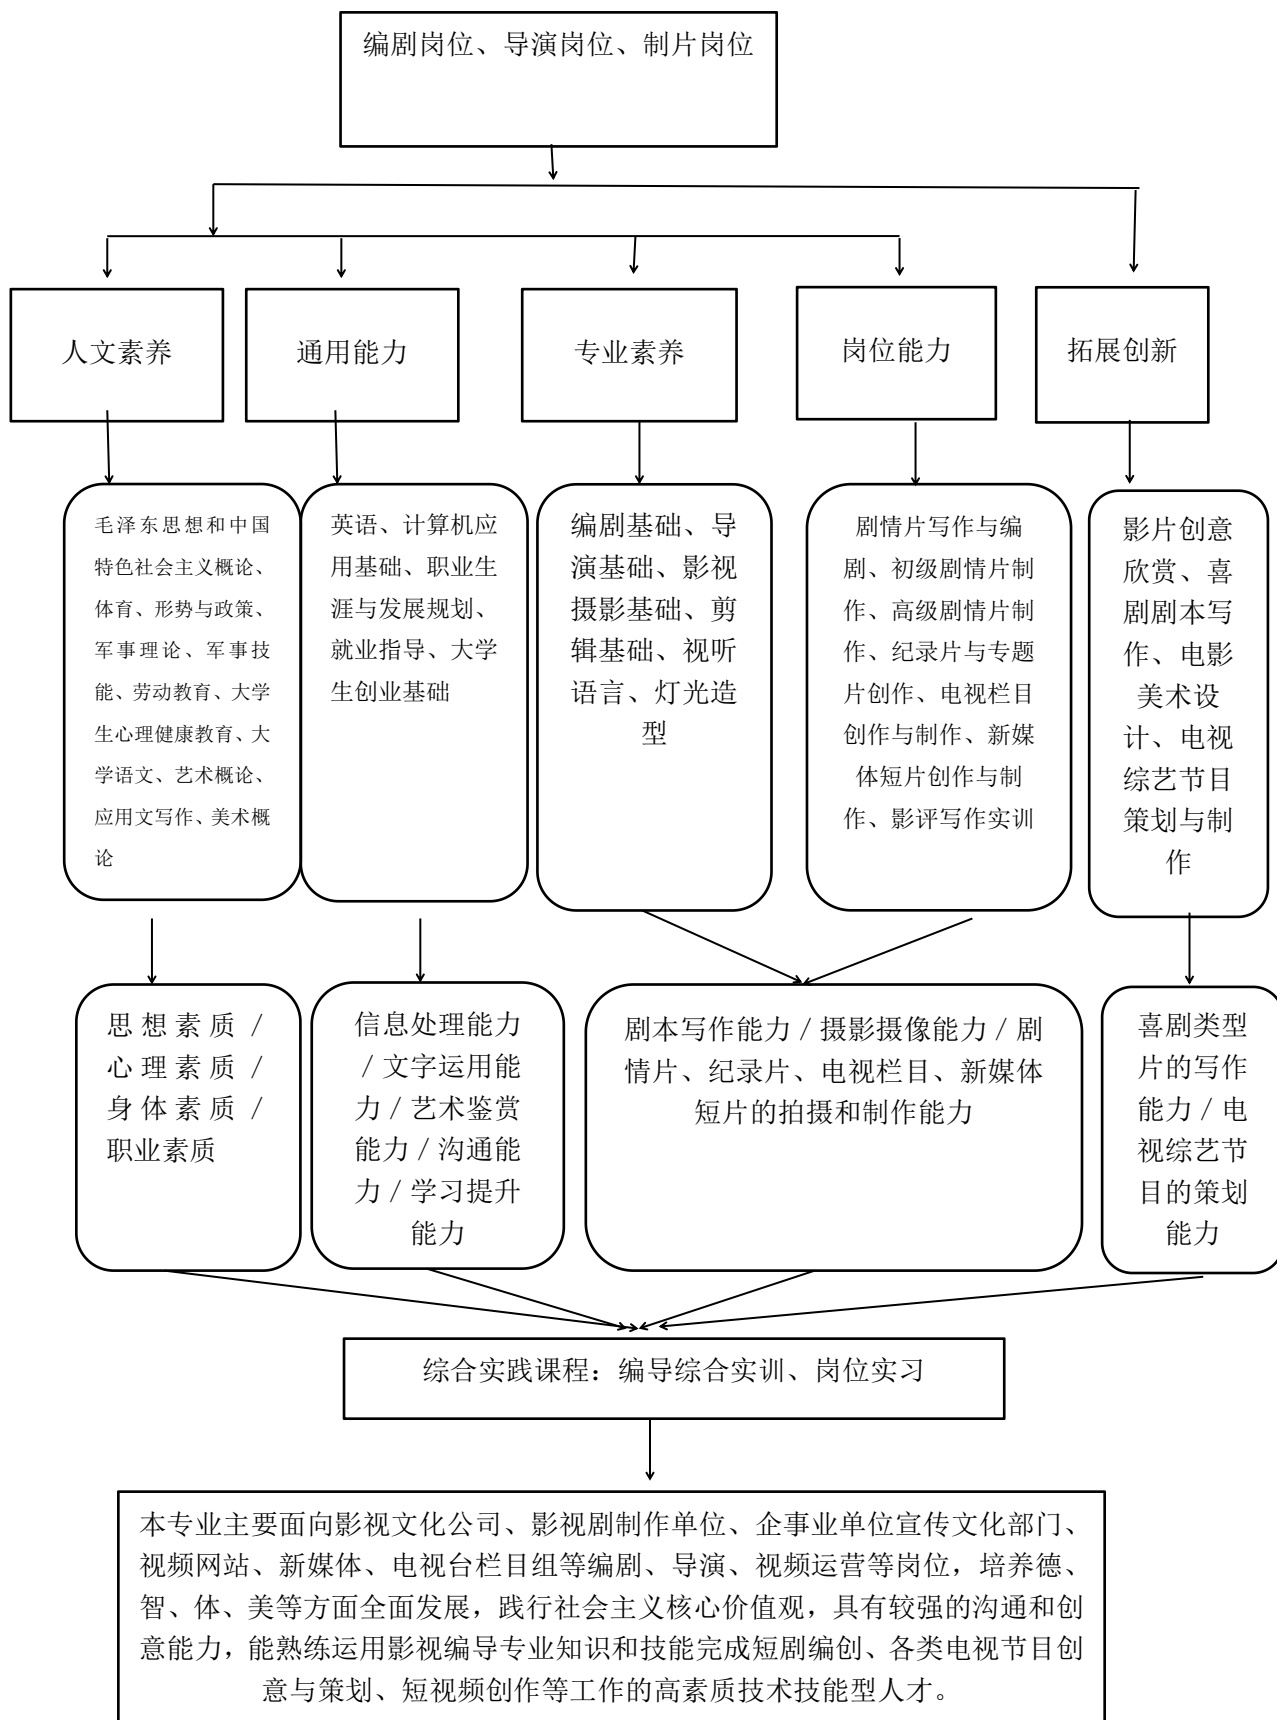 编剧岗位、导演岗位、制片岗位
人文素养
通用能力
专业素养
岗位能力
拓展创新
毛泽东思想和中国
特色社会主义概论、
体育、形势与政策、
军事理论、军事技
能、劳动教育、大学
生心理健康教育、大
学语文、艺术概论、
应用文写作、美术概
论
英语、计算机应
用基础、职业生
涯与发展规划、
就业指导、大学
生创业基础
编剧基础、导
演基础、影视
摄影基础、剪
辑基础、视听
语言、灯光造
型
剧情片写作与编
剧、初级剧情片制
作、高级剧情片制
作、纪录片与专题
片创作、电视栏目
创作与制作、新媒
体短片创作与制
作、影评写作实训
影片创意
欣赏、喜
剧剧本写
作、电影
美术设
计、电视
综艺节目
策划与制
作
思想素质/
心理素质/
身体素质/
职业素质
信息处理能力
/文字运用能
力/艺术鉴赏
能力/沟通能
力/学习提升
能力
剧本写作能力/摄影摄像能力/剧
情片、纪录片、电视栏目、新媒体
短片的拍摄和制作能力
喜剧类型
片的写作
能力/电
视综艺节
目的策划
能力
综合实践课程：编导综合实训、岗位实习
本专业主要面向影视文化公司、影视剧制作单位、企事业单位宣传文化部门、
视频网站、新媒体、电视台栏目组等编剧、导演、视频运营等岗位，培养德、
智、体、美等方面全面发展，践行社会主义核心价值观，具有较强的沟通和创
意能力，能熟练运用影视编导专业知识和技能完成短剧编创、各类电视节目创
意与策划、短视频创作等工作的高素质技术技能型人才。